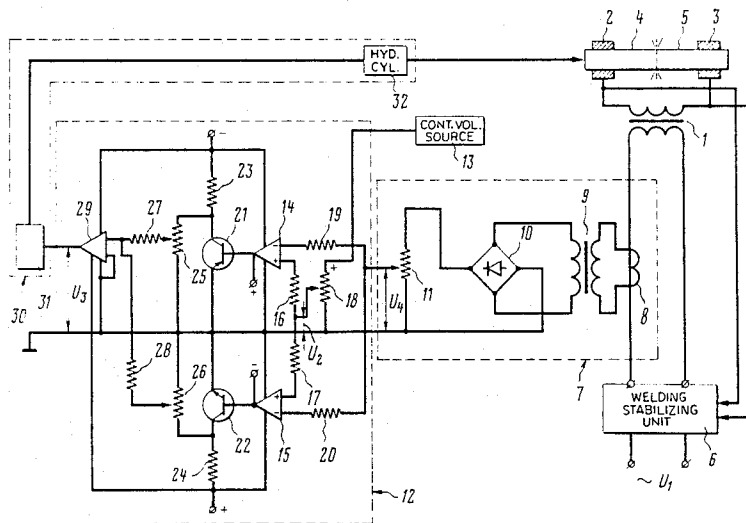 2 4 5 3
HYD.
CYL.
32
1
CONT. VOL.
SOURCE
13
23
21
14
19
9
10
29
27
25
16
18
+
U4
11
8
30
31
U3
28
26
17
U2
7
22
15
20
WELDING
STABILIZING
UNIT
6
24
12
~ U1